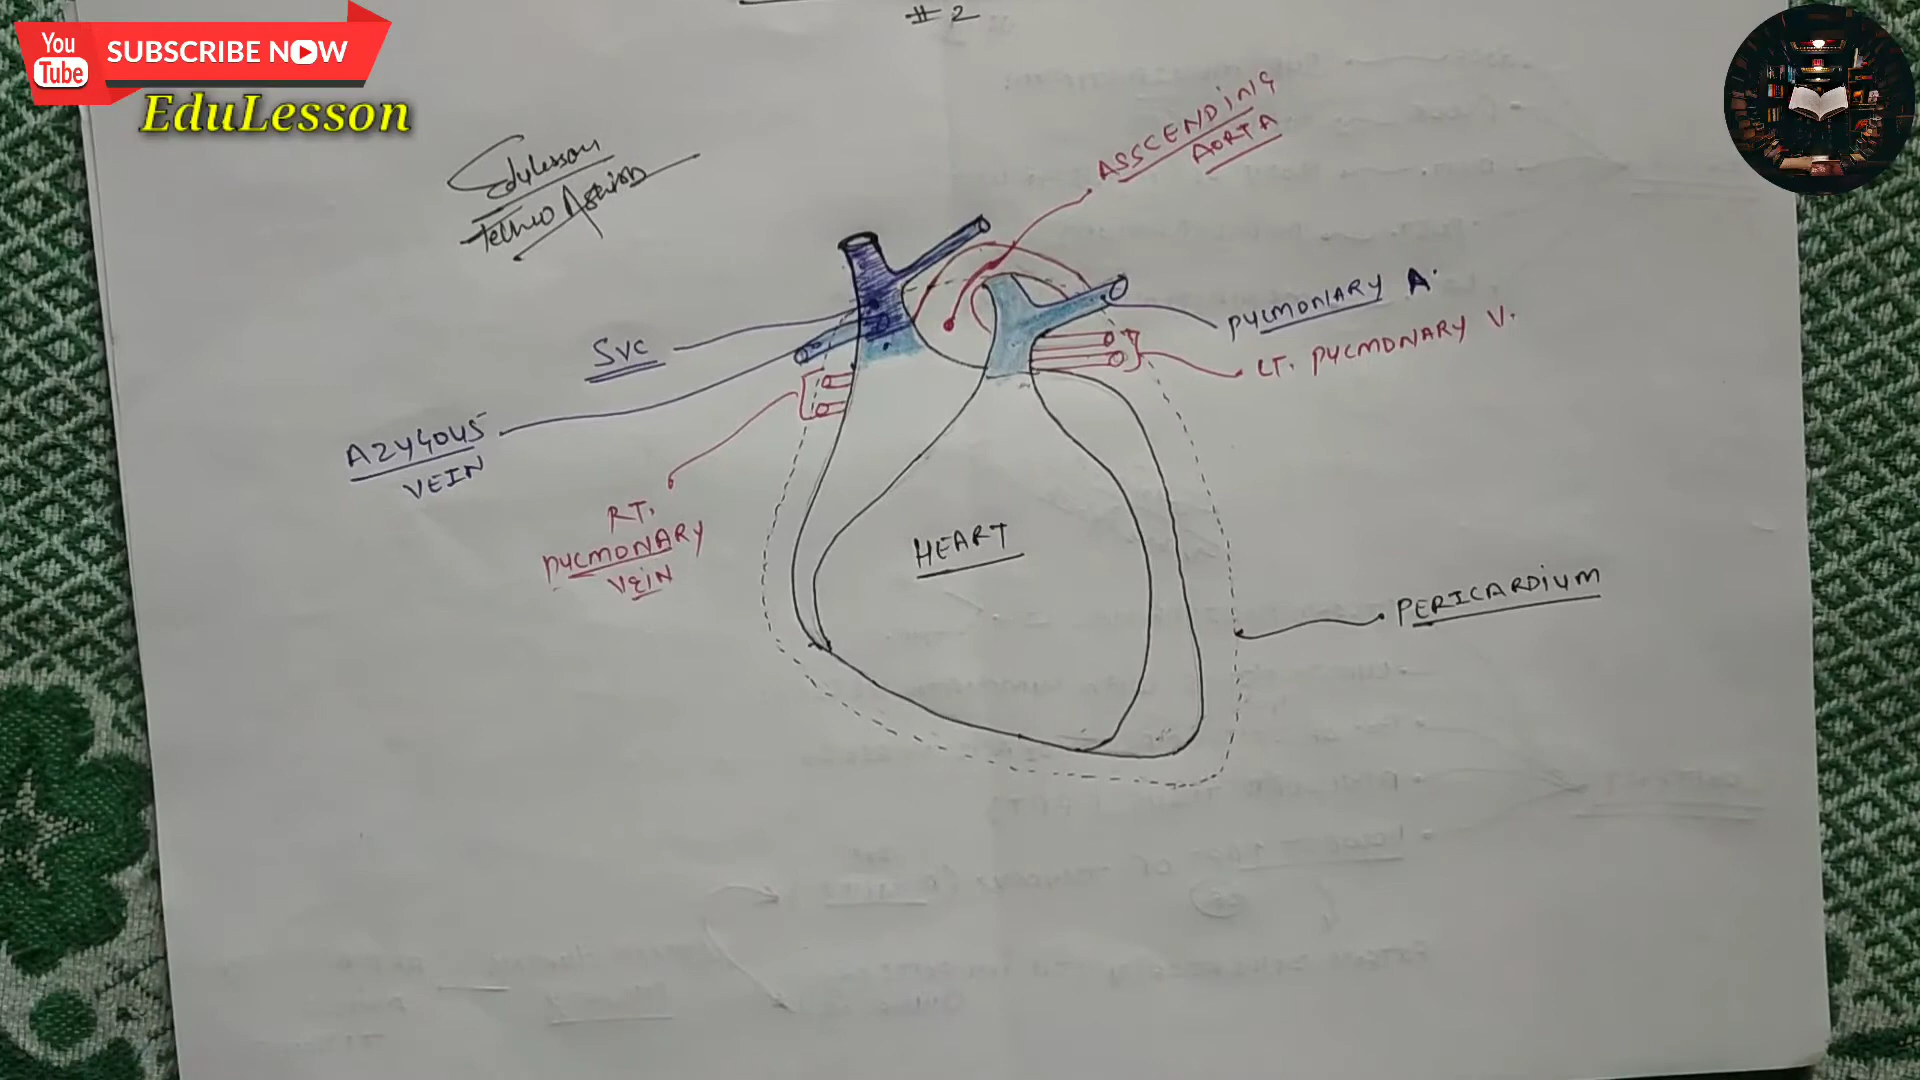 # 2
You
Tube
SUBSCRIBE NOW
EduLesson
Edulesson
ASSCENDING
AORTA
PULMONARY A.
LT. PULMONARY V.
SVC
AZYGOUS
VEIN
RT.
PULMONARY
VEIN
HEART
PERICARDIUM